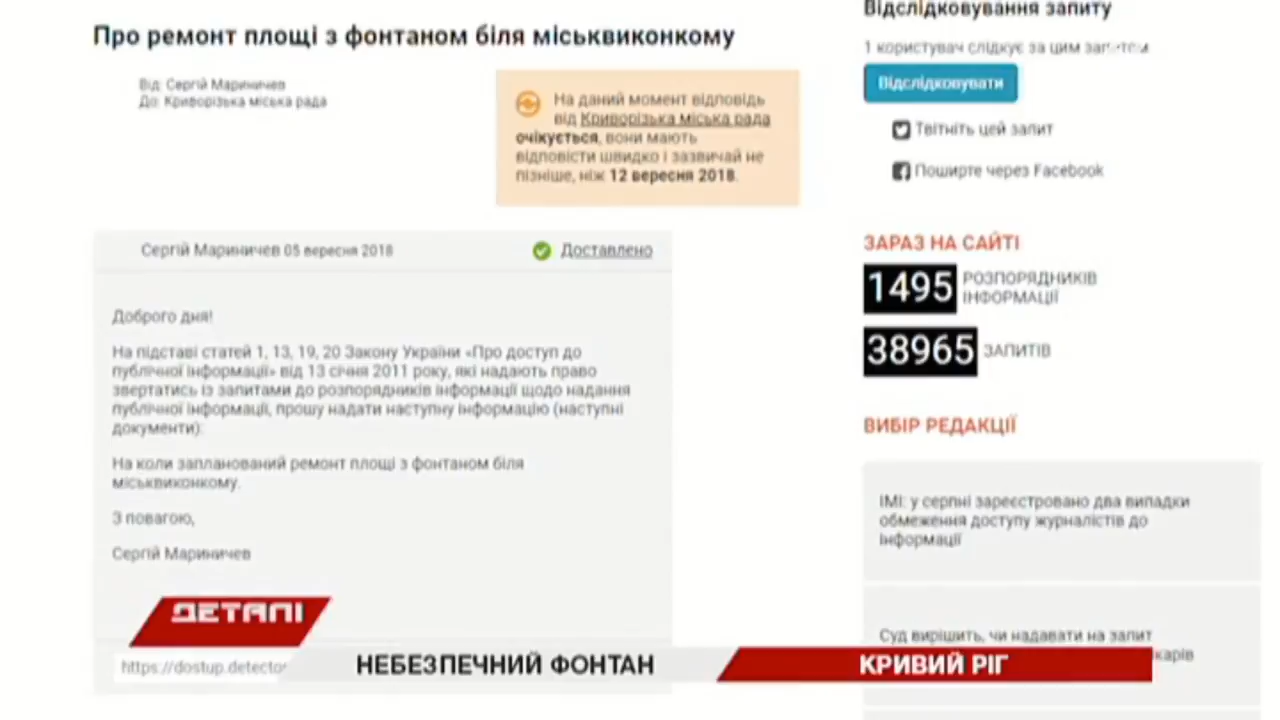 Про ремонт площі з фонтаном біля міськвиконкому
Від: Сергій Мариничев
До: Криворізька міська рада
На даний момент відповідь
від Криворізька міська рада
очікується, вони мають
відповісти швидко і зазвичай не
пізніше, ніж 12 вересня 2018.
Сергій Мариничев 05 вересня 2018
Доставлено
Доброго дня!
На підставі статей 1, 13, 19, 20 Закону України «Про доступ до
публічної інформації» від 13 січня 2011 року, які надають право
звертатись із запитами до розпорядників інформації щодо надання
публічної інформації, прошу надати наступну інформацію (наступні
документи):
На коли запланований ремонт площі з фонтаном біля
міськвиконкому.
З повагою,
Сергій Мариничев
https://dostup.detector
Відслідковування запиту
1 користувач слідкує за цим запитом
Відслідковувати
Твітніть цей запит
Поширте через Facebook
ЗАРАЗ НА САЙТІ
1495 РОЗПОРЯДНИКІВ
ІНФОРМАЦІЇ
38965 ЗАПИТІВ
ВИБІР РЕДАКЦІЇ
ІМІ: у серпні зареєстровано два випадки
обмеження доступу журналістів до
інформації
Суд вирішить, чи надавати на запит
карів
ДЕТАЛІ
НЕБЕЗПЕЧНИЙ ФОНТАН
КРИВИЙ РІГ